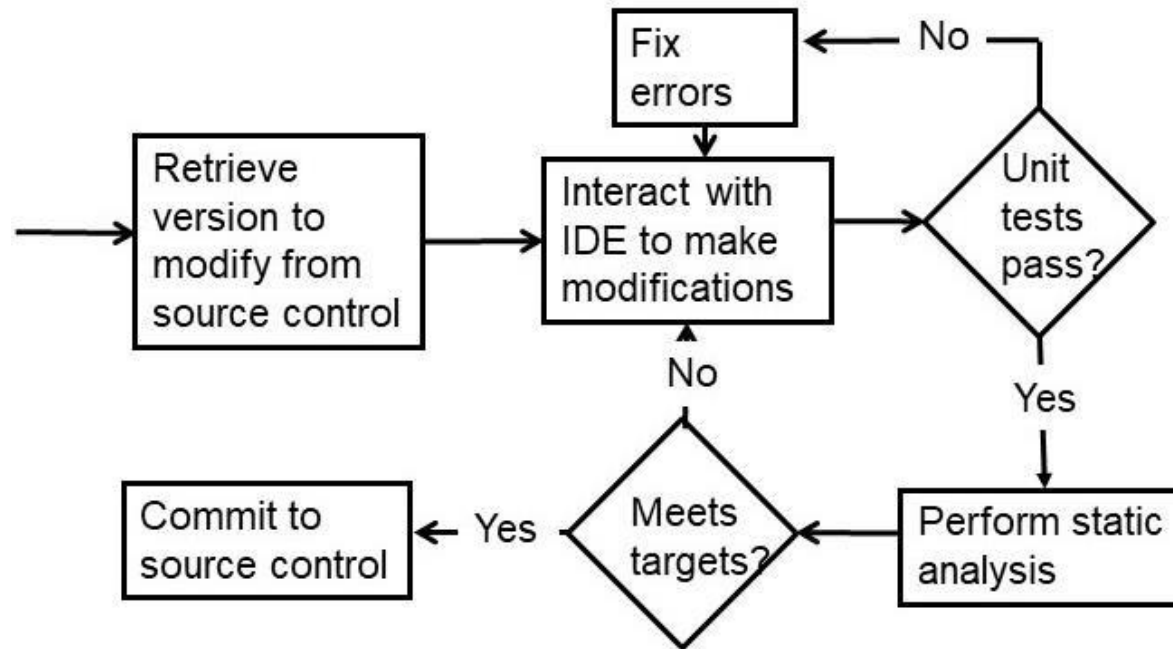 Fix
errors
No
Retrieve
version to
modify from
source control
Interact with
IDE to make
modifications
Unit
tests
pass?
No
Yes
Commit to
source control
Yes
Meets
targets?
Perform static
analysis